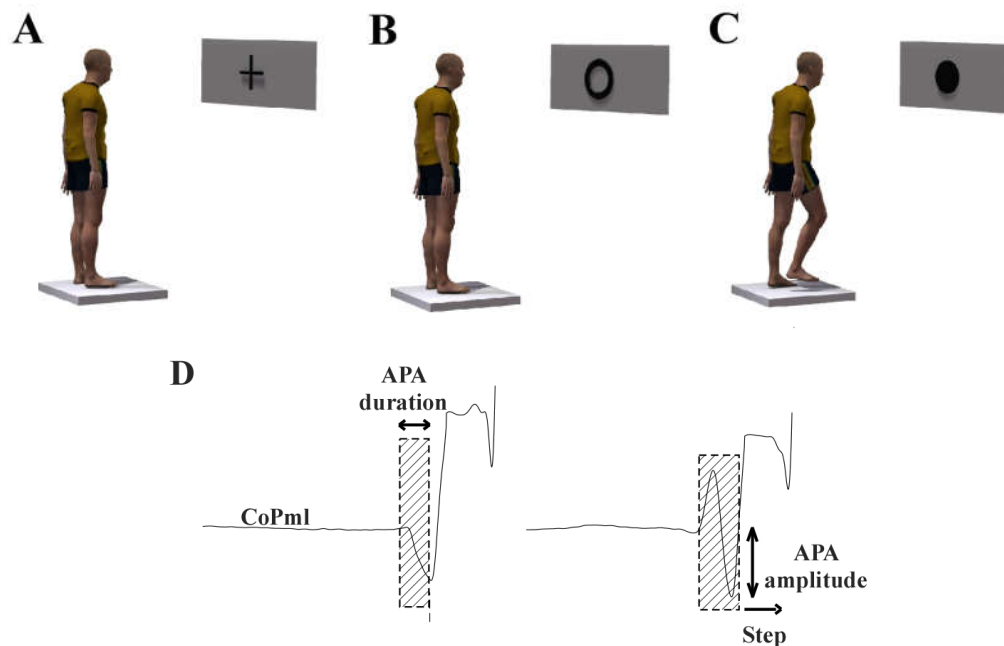 A
B
C
D
APA
duration
CoPml
APA
amplitude
Step